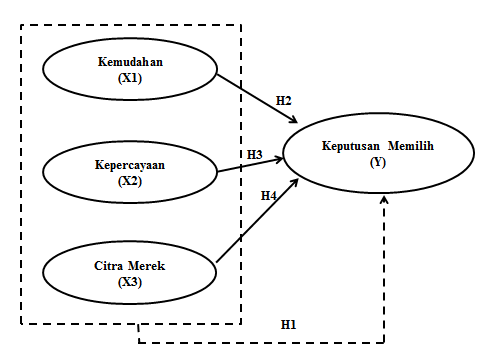 Kemudahan
(X1)
H2
Keputusan Memilih
(Y)
Kepercayaan
(X2)
H3
H4
Citra Merek
(X3)
H1